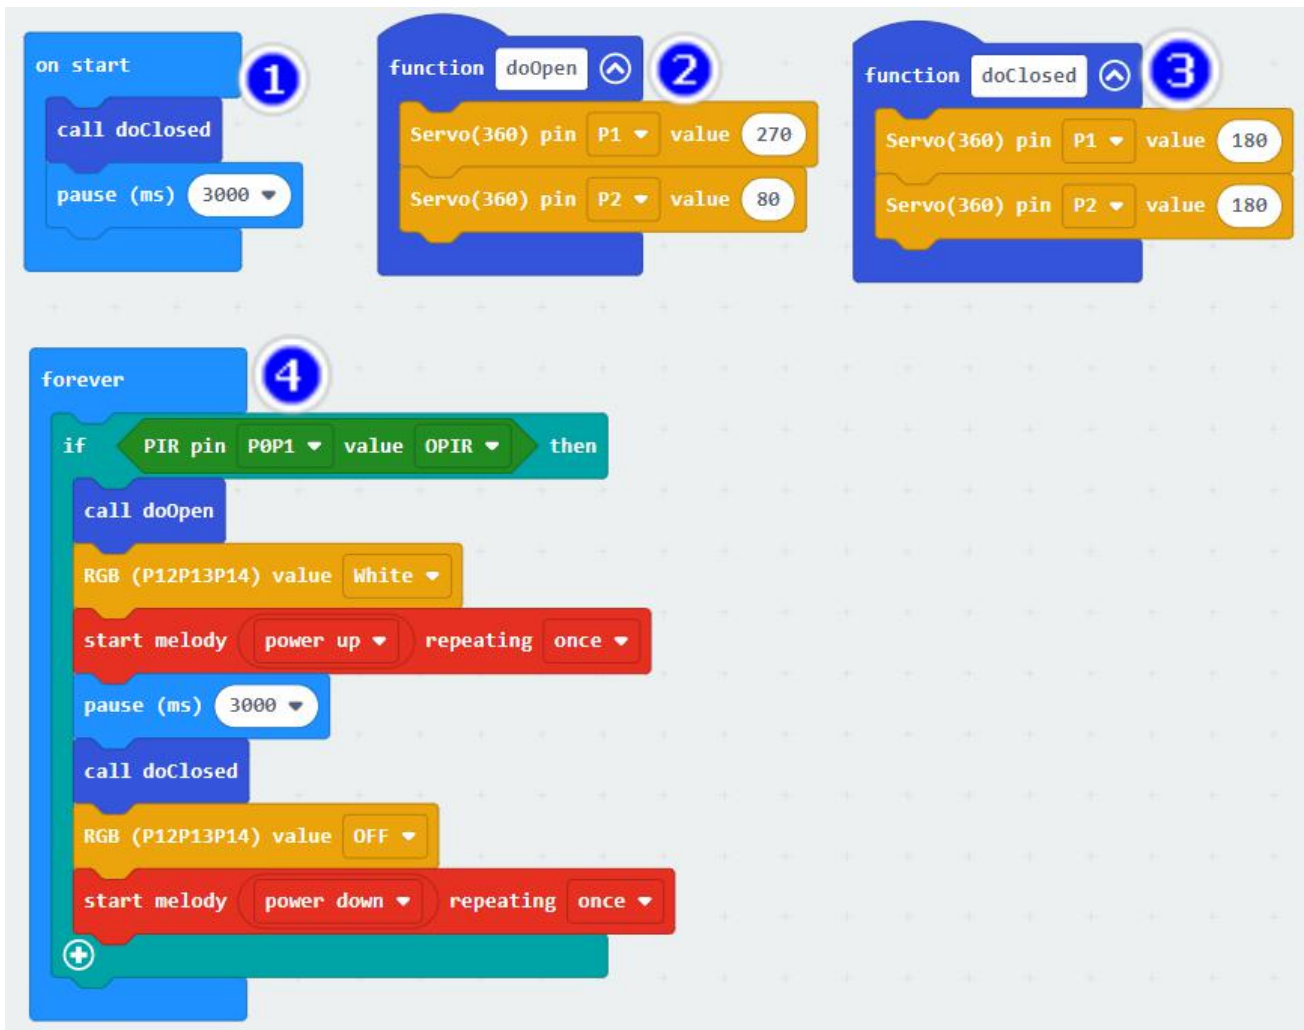 on start
1
call doClosed
pause (ms) 3000
function doOpen
2
Servo(360) pin P1 value 270
Servo(360) pin P2 value 80
function doClosed
3
Servo(360) pin P1 value 180
Servo(360) pin P2 value 180
forever
4
if PIR pin P0P1 value OPIR then
call doOpen
RGB (P12P13P14) value White
start melody power up repeating once
pause (ms) 3000
call doClosed
RGB (P12P13P14) value OFF
start melody power down repeating once